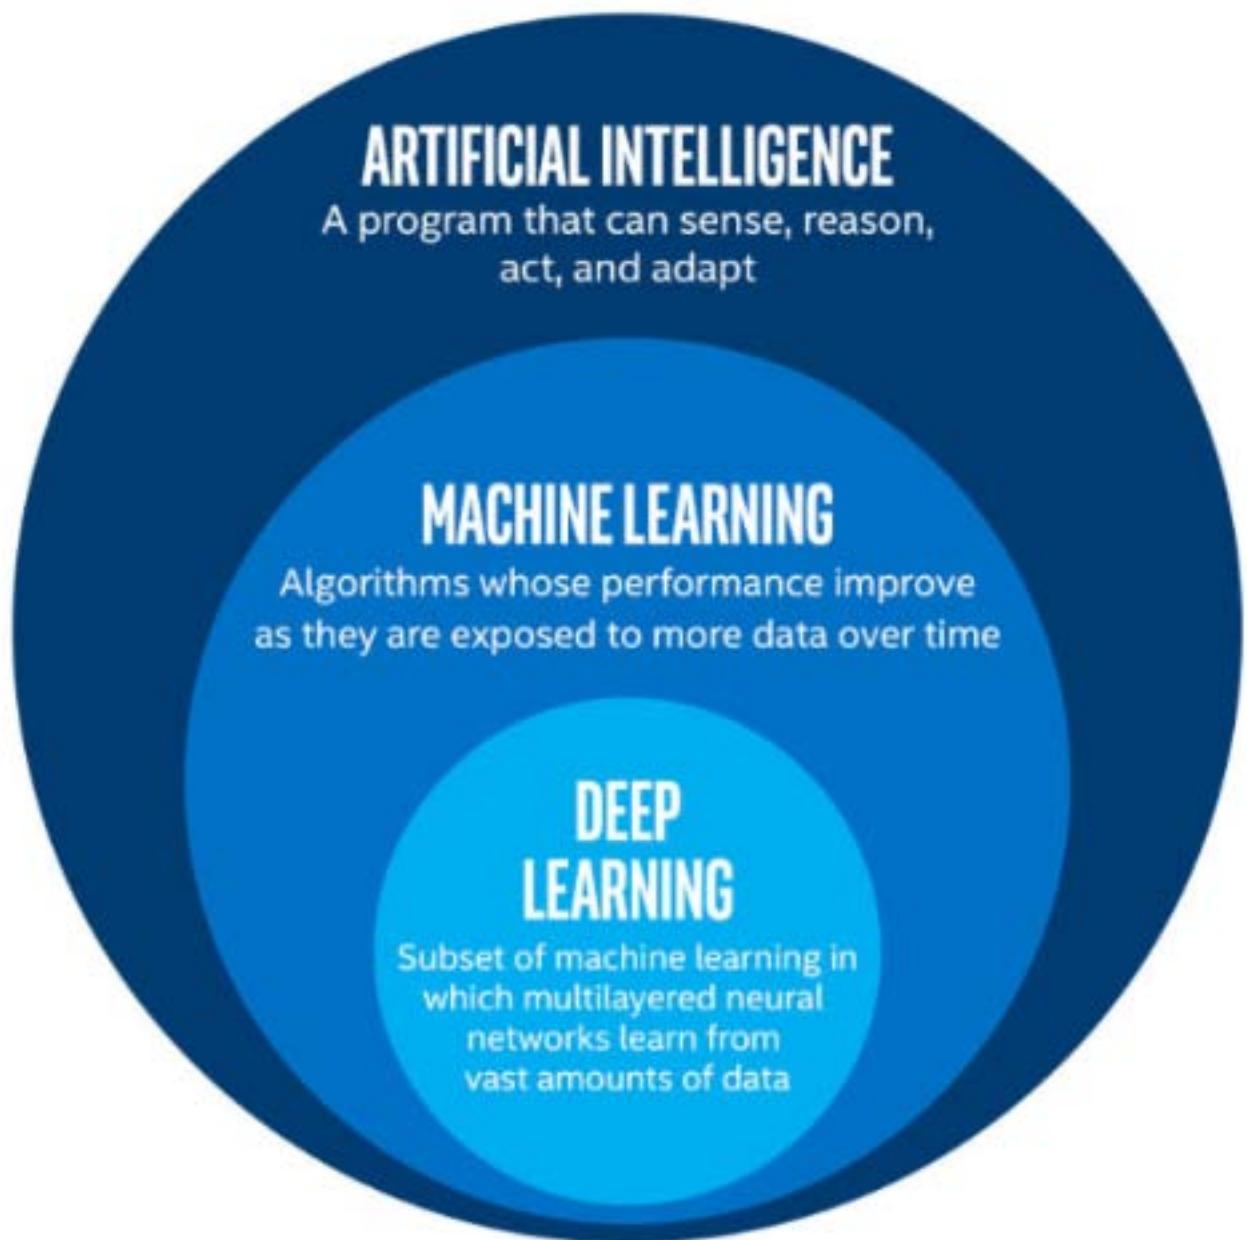 ARTIFICIAL INTELLIGENCE
A program that can sense, reason,
act, and adapt
MACHINE LEARNING
Algorithms whose performance improve
as they are exposed to more data over time
DEEP
LEARNING
Subset of machine learning in
which multilayered neural
networks learn from
vast amounts of data